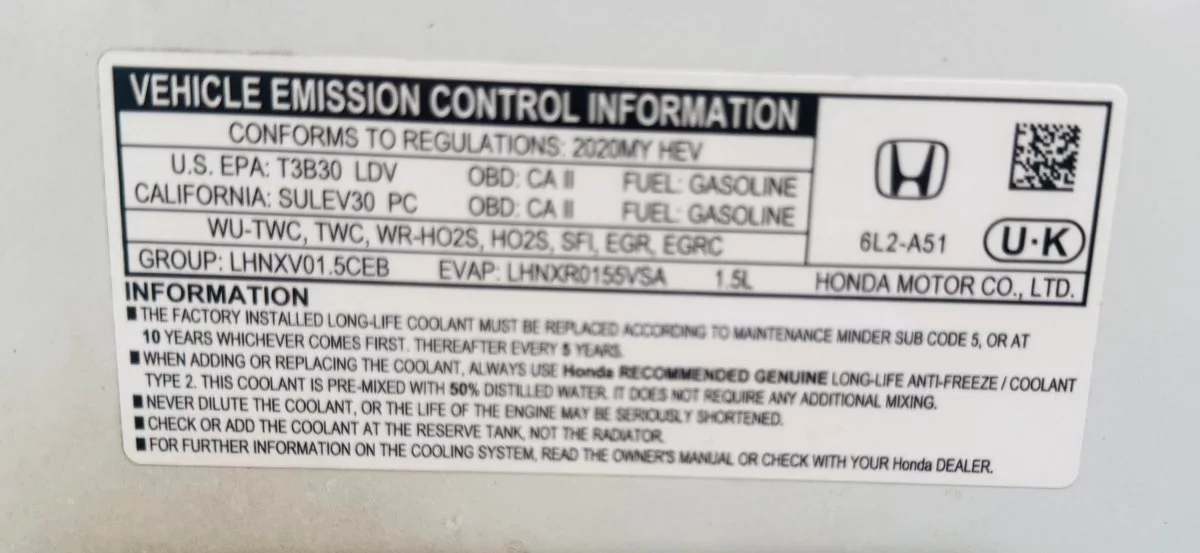 VEHICLE EMISSION CONTROL INFORMATION
CONFORMS TO REGULATIONS: 2020MY HEV
U.S. EPA: T3B30 LDV OBD: CA II FUEL: GASOLINE
CALIFORNIA: SULEV30 PC OBD: CA II FUEL: GASOLINE
WU-TWC, TWC, WR-HO2S, HO2S, SFI, EGR, EGRC
GROUP: LHNXV01.5CEB EVAP: LHNXR0155VSA 1.5L
6L2-A51 U·K
HONDA MOTOR CO., LTD.
INFORMATION
■ THE FACTORY INSTALLED LONG-LIFE COOLANT MUST BE REPLACED ACCORDING TO MAINTENANCE MINDER SUB CODE 5, OR AT
10 YEARS WHICHEVER COMES FIRST. THEREAFTER EVERY 5 YEARS.
■ WHEN ADDING OR REPLACING THE COOLANT, ALWAYS USE Honda RECOMMENDED GENUINE LONG-LIFE ANTI-FREEZE / COOLANT
TYPE 2. THIS COOLANT IS PRE-MIXED WITH 50% DISTILLED WATER. IT DOES NOT REQUIRE ANY ADDITIONAL MIXING.
■ NEVER DILUTE THE COOLANT, OR THE LIFE OF THE ENGINE MAY BE SERIOUSLY SHORTENED.
■ CHECK OR ADD THE COOLANT AT THE RESERVE TANK, NOT THE RADIATOR.
■ FOR FURTHER INFORMATION ON THE COOLING SYSTEM, READ THE OWNER'S MANUAL OR CHECK WITH YOUR Honda DEALER.